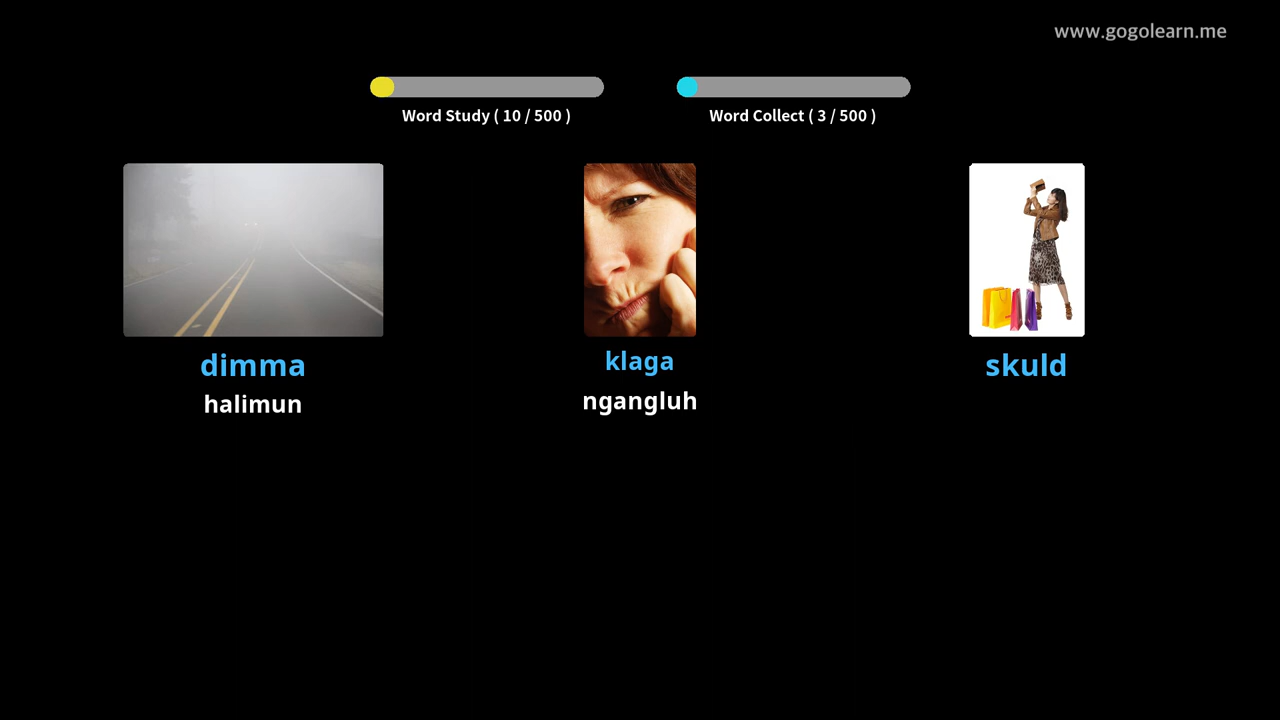 www.gogolearn.me
Word Study ( 10 / 500 )
Word Collect ( 3 / 500 )
dimma
halimun
klaga
ngangluh
skuld